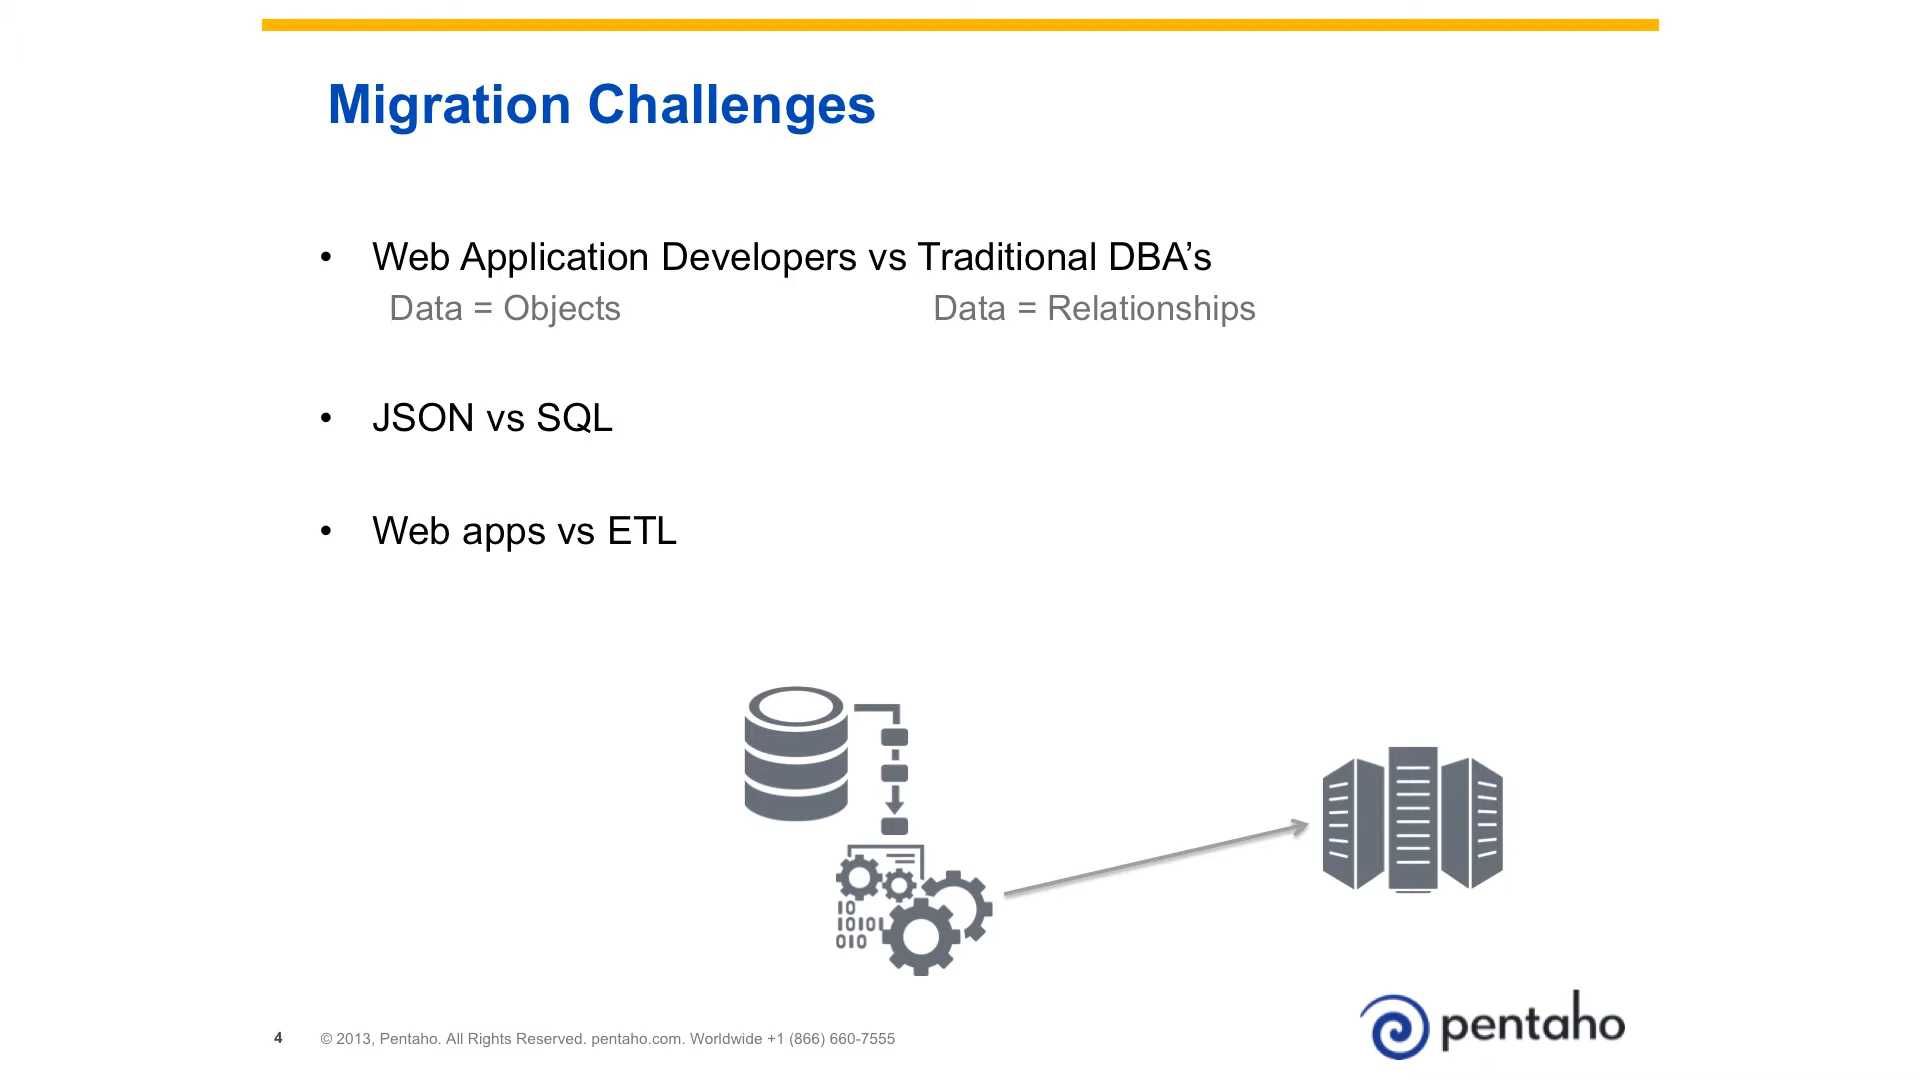 Migration Challenges
• Web Application Developers vs Traditional DBA’s
Data = Objects Data = Relationships
• JSON vs SQL
• Web apps vs ETL
10
10101
010
4 © 2013, Pentaho. All Rights Reserved. pentaho.com. Worldwide +1 (866) 660-7555
pentaho